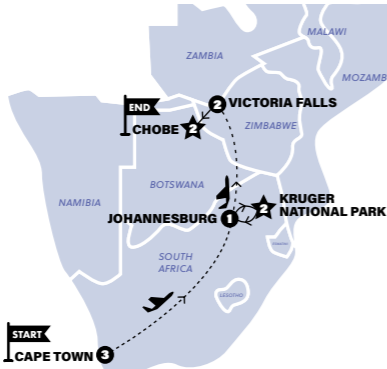 MALAWI
ZAMBIA
MOZAMB
END
2
VICTORIA FALLS
CHOBE
2
ZIMBABWE
BOTSWANA
NAMIBIA
KRUGER
NATIONAL PARK
2
JOHANNESBURG
1
SOUTH
AFRICA
LESOTHO
START
CAPE TOWN
3